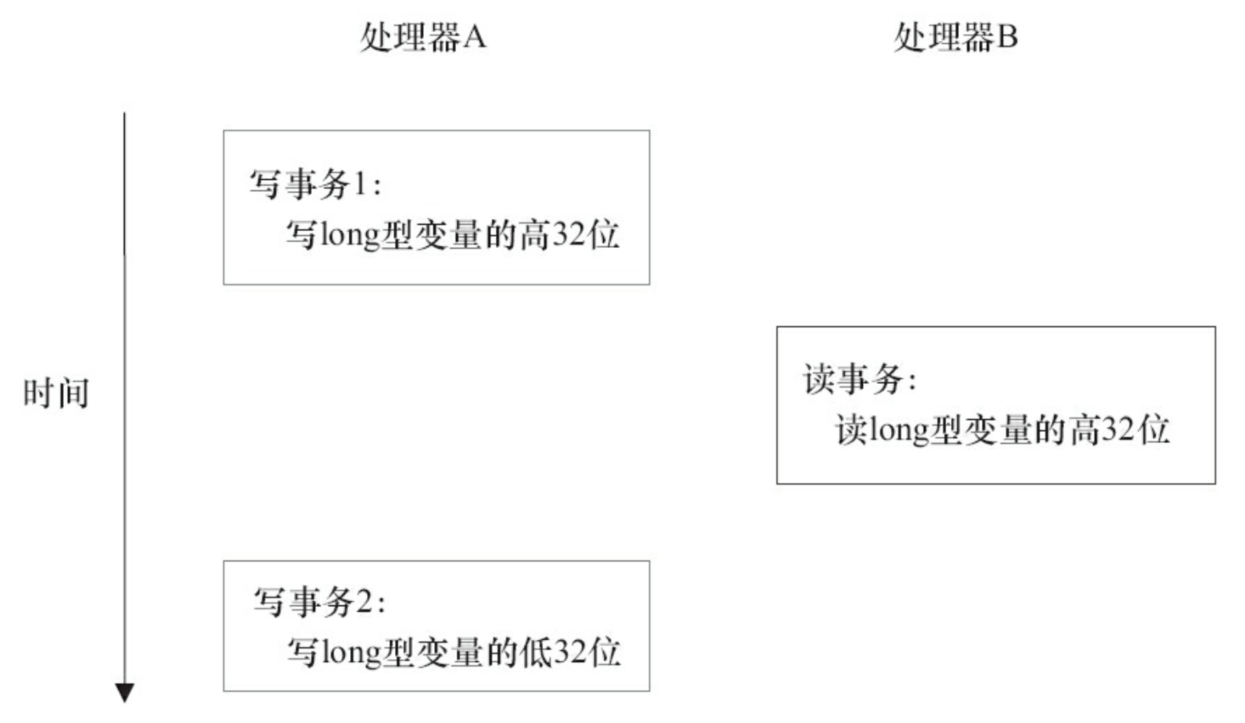 处理器A
处理器B
写事务1：
写long型变量的高32位
时间
读事务：
读long型变量的高32位
写事务2：
写long型变量的低32位